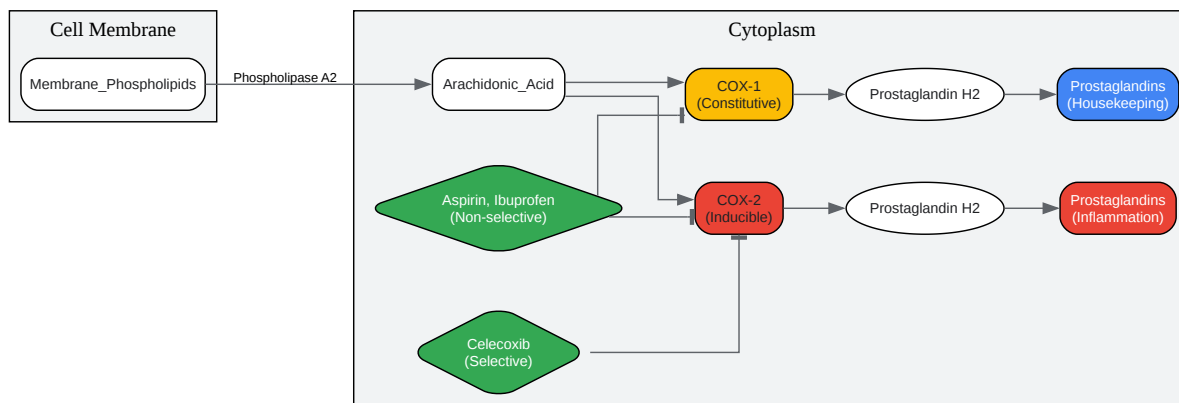 Cell Membrane
Cytoplasm
Membrane_Phospholipids
Phospholipase A2
Arachidonic_Acid
COX-1
(Constitutive)
Prostaglandin H2
Prostaglandins
(Housekeeping)
Aspirin, Ibuprofen
(Non-selective)
COX-2
(Inducible)
Prostaglandin H2
Prostaglandins
(Inflammation)
Celecoxib
(Selective)